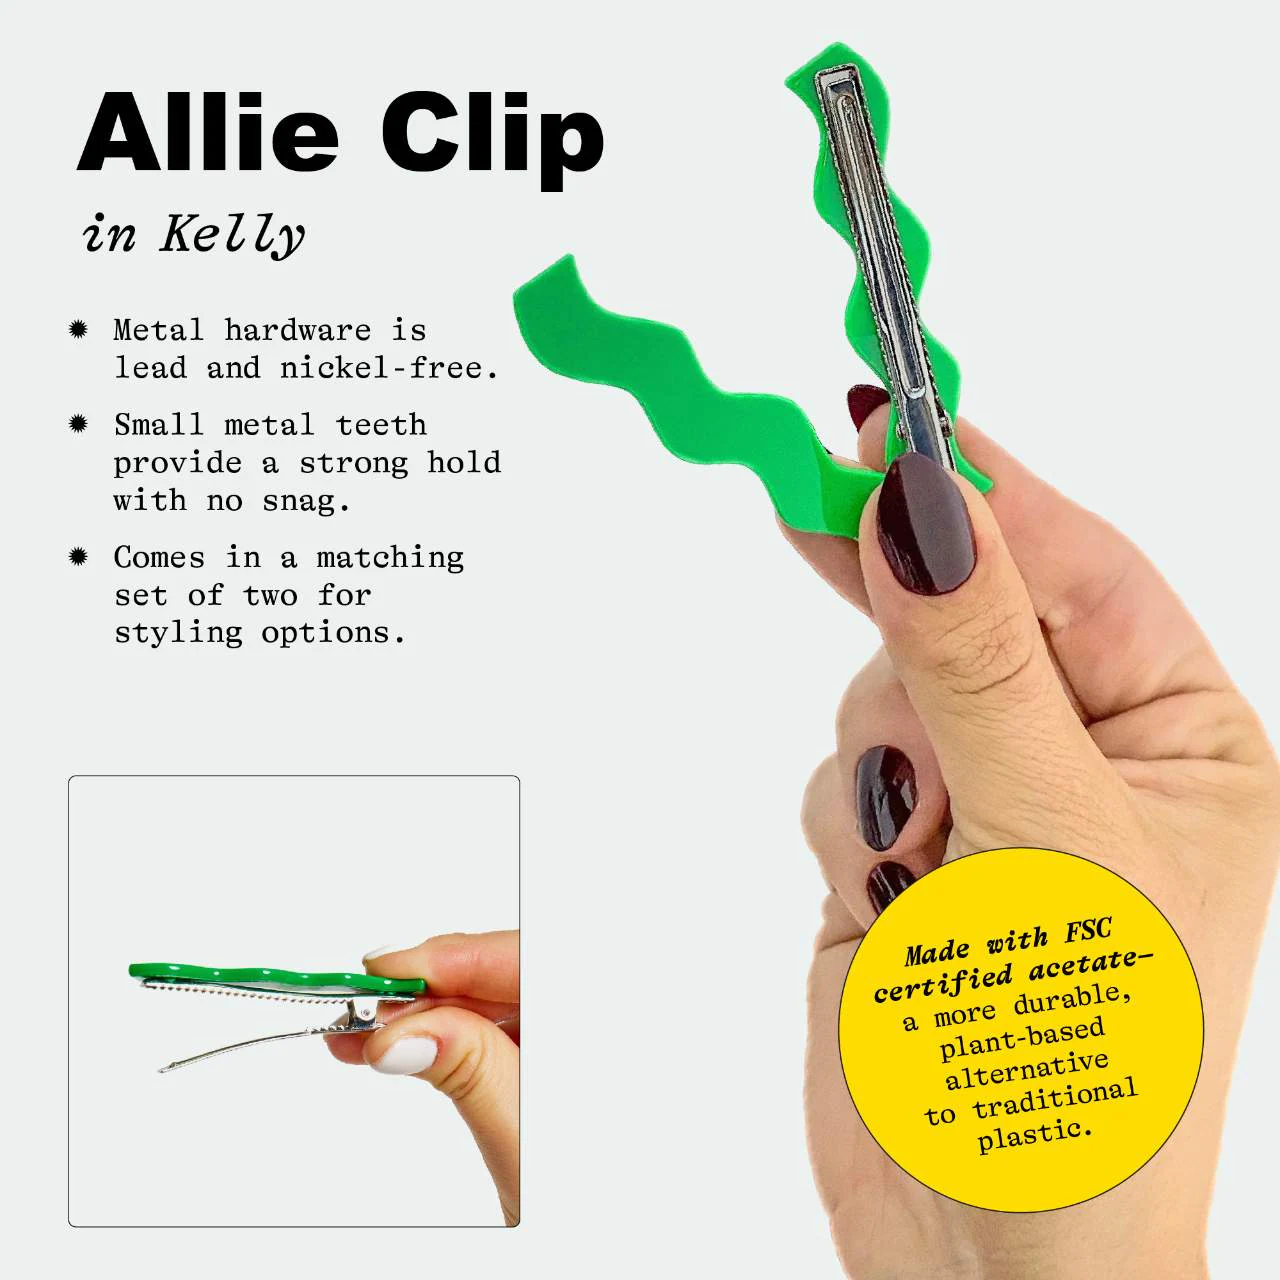 Allie Clip
in Kelly
✹ Metal hardware is
lead and nickel-free.
✹ Small metal teeth
provide a strong hold
with no snag.
✹ Comes in a matching
set of two for
styling options.
Made with FSC
certified acetate—
a more durable,
plant-based
alternative
to traditional
plastic.